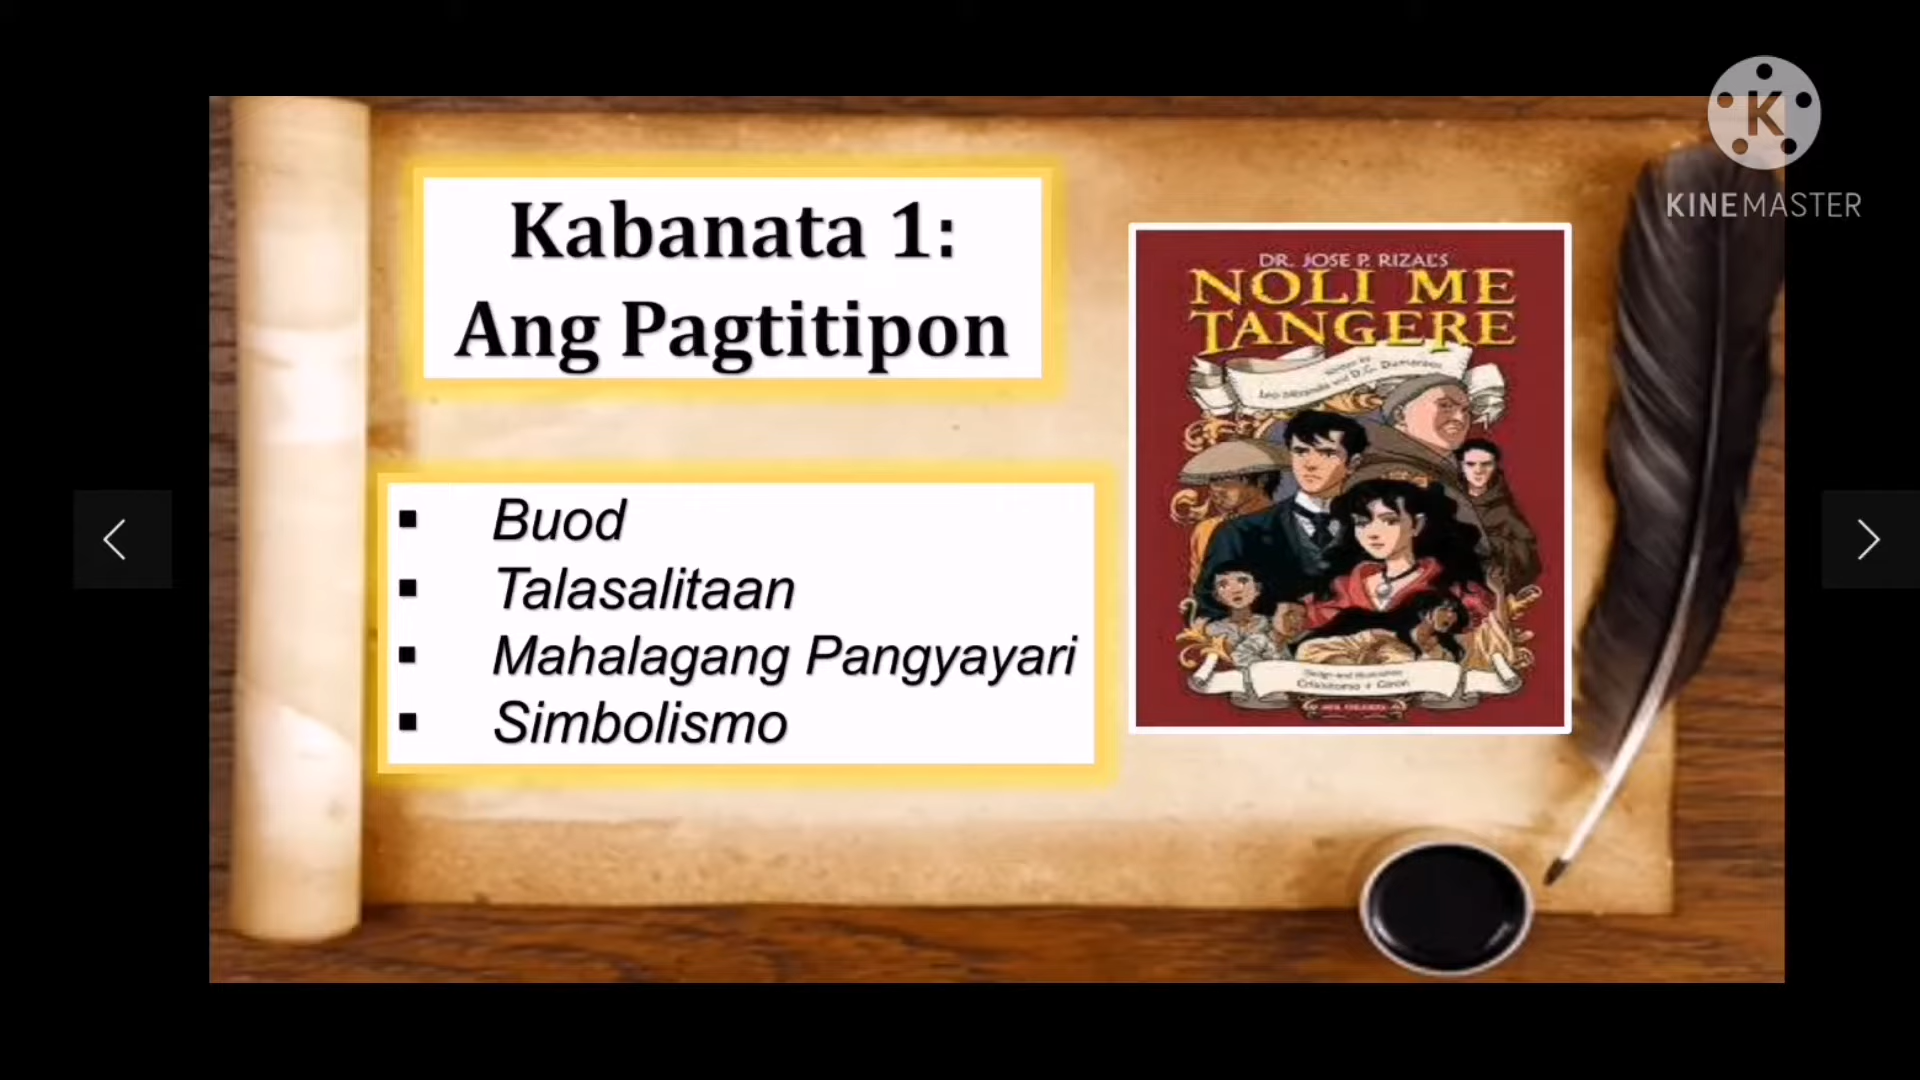 KINEMASTER
Kabanata 1:
Ang Pagtitipon
Buod
Talasalitaan
Mahalagang Pangyayari
Simbolismo
DR. JOSE P. RIZAL'S
NOLI ME
TANGERE